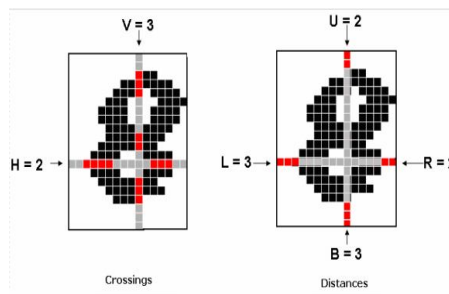 V = 3
U = 2
H = 2
L = 3
R =
B = 3
Crossings
Distances